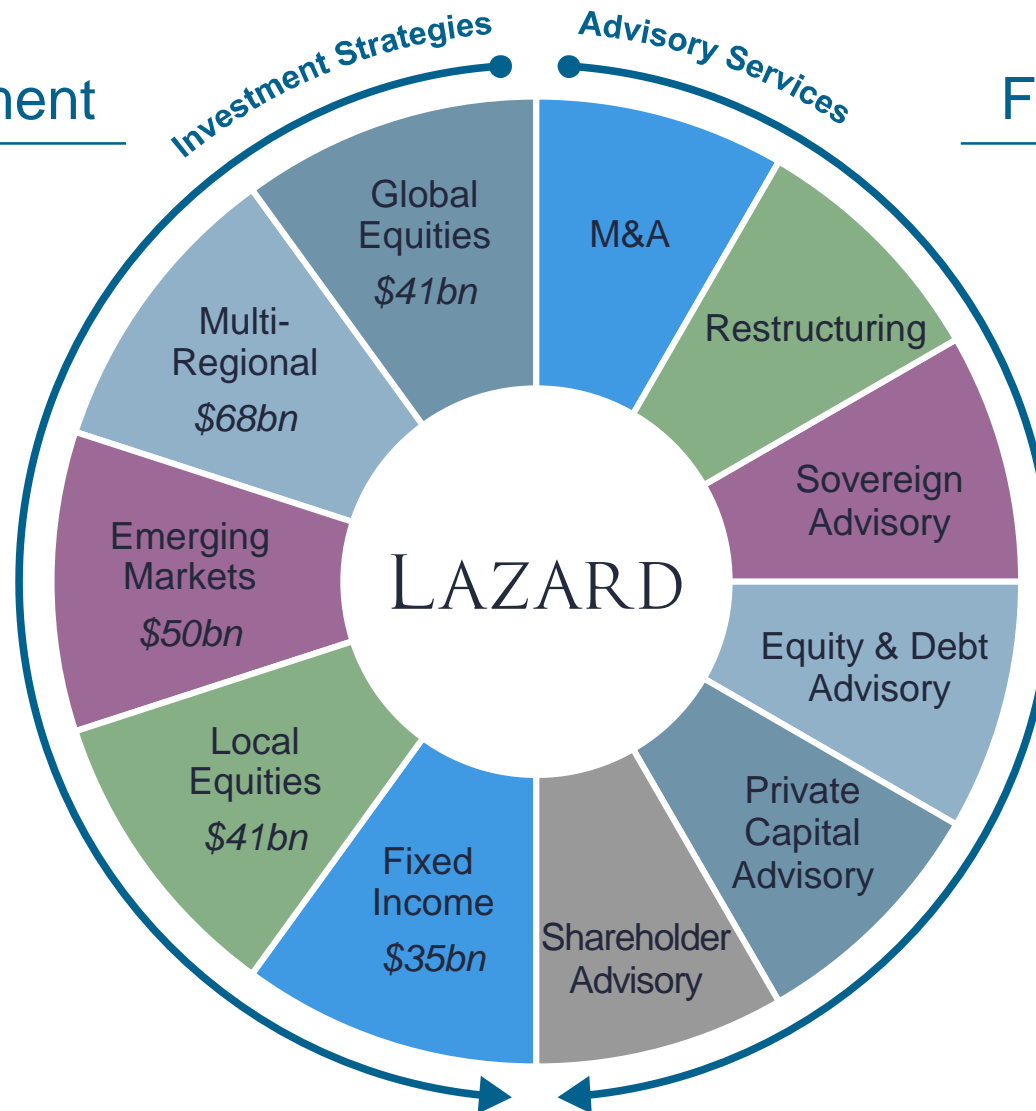 Investment Strategies
Advisory Services
Global
Equities
$41bn
Multi-
Regional
$68bn
Emerging
Markets
$50bn
Local
Equities
$41bn
Fixed
Income
$35bn
M&A
Restructuring
Sovereign
Advisory
Equity & Debt
Advisory
Private
Capital
Advisory
Shareholder
Advisory
LAZARD